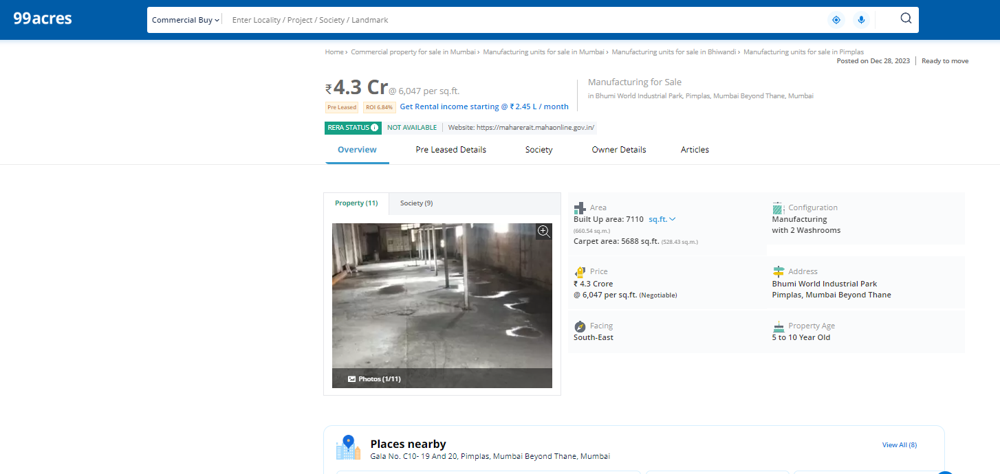 99acres
Commercial Buy
Enter Locality / Project / Society / Landmark
Home › Commercial property for sale in Mumbai › Manufacturing units for sale in Mumbai › Manufacturing units for sale in Bhiwandi › Manufacturing units for sale in Pimplas
Posted on Dec 28, 2023 | Ready to move
₹4.3 Cr @ 6,047 per sq.ft.
Manufacturing for Sale
in Bhumi World Industrial Park, Pimplas, Mumbai Beyond Thane, Mumbai
Pre Leased ROI 6.84% Get Rental income starting @ ₹ 2.45 L / month
RERA STATUS NOT AVAILABLE Website: https://maharerait.mahaonline.gov.in/
Overview Pre Leased Details Society Owner Details Articles
Property (11) Society (9)
Photos (1/11)
Area
Built Up area: 7110 sq.ft.
(660.54 sq.m.)
Carpet area: 5688 sq.ft. (528.43 sq.m.)
Configuration
Manufacturing
with 2 Washrooms
Price
₹ 4.3 Crore
@ 6,047 per sq.ft. (Negotiable)
Address
Bhumi World Industrial Park
Pimplas, Mumbai Beyond Thane
Facing
South-East
Property Age
5 to 10 Year Old
Places nearby
View All (8)
Gala No. C10- 19 And 20, Pimplas, Mumbai Beyond Thane, Mumbai